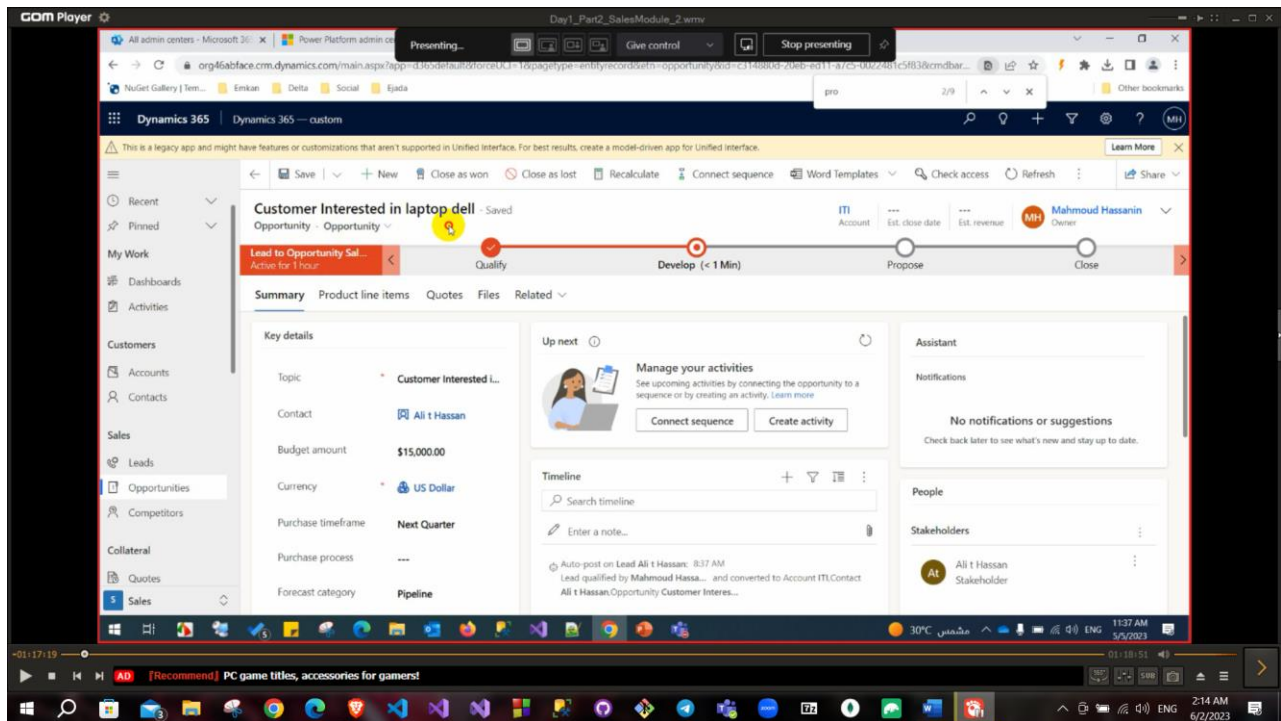 GOM Player
Day1_Part2_SalesModule_2.wmv
All admin centers - Microsoft 36
Power Platform admin ce
Presenting...
Give control
Stop presenting
NuGet Gallery | Tem...
Emkan
Delta
Social
Ejada
pro
2/9
Other bookmarks
Dynamics 365
Dynamics 365 — custom
MH
This is a legacy app and might have features or customizations that aren't supported in Unified Interface. For best results, create a model-driven app for Unified Interface.
Learn More
Save
New
Close as won
Close as lost
Recalculate
Connect sequence
Word Templates
Check access
Refresh
Share
Recent
Pinned
My Work
Dashboards
Activities
Customers
Accounts
Contacts
Sales
Leads
Opportunities
Competitors
Collateral
Quotes
S Sales
Customer Interested in laptop dell - Saved
Opportunity · Opportunity
ITI
Account
---
Est. close date
---
Est. revenue
MH
Mahmoud Hassanin
Owner
Lead to Opportunity Sal...
Active for 1 hour
Qualify
Develop (< 1 Min)
Propose
Close
Summary
Product line items
Quotes
Files
Related
Key details
Topic * Customer Interested i...
Contact Ali t Hassan
Budget amount $15,000.00
Currency * US Dollar
Purchase timeframe Next Quarter
Purchase process ---
Forecast category Pipeline
Up next
Manage your activities
See upcoming activities by connecting the opportunity to a
sequence or by creating an activity. Learn more
Connect sequence
Create activity
Timeline
Search timeline
Enter a note...
Auto-post on Lead Ali t Hassan: 8:37 AM
Lead qualified by Mahmoud Hassa... and converted to Account ITI,Contact
Ali t Hassan,Opportunity Customer Interes...
Assistant
Notifications
No notifications or suggestions
Check back later to see what's new and stay up to date.
People
Stakeholders
At
Ali t Hassan
Stakeholder
30°C مشمس
ENG
11:37 AM
5/5/2023
-01:17:19
01:18:51
AD [Recommend] PC game titles, accessories for gamers!
SUB
ENG
2:14 AM
6/2/2023